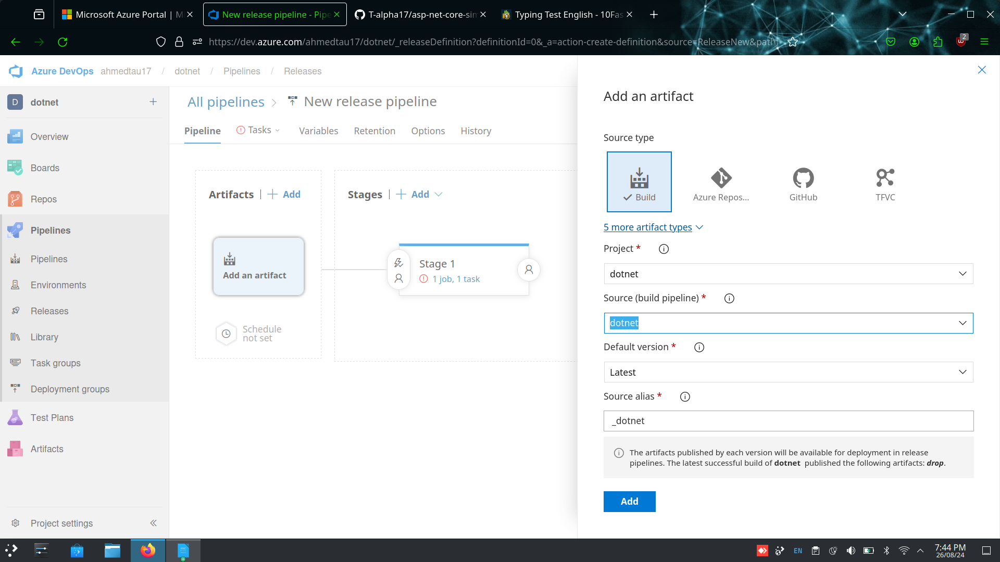 Microsoft Azure Portal | M
New release pipeline - Pipe
T-alpha17/asp-net-core-sim
Typing Test English - 10Fas
https://dev.azure.com/ahmedtau17/dotnet/_releaseDefinition?definitionId=0&_a=action-create-definition&source=ReleaseNew&path
2
Azure DevOps ahmedtau17 / dotnet / Pipelines / Releases
D dotnet
Overview
Boards
Repos
Pipelines
Pipelines
Environments
Releases
Library
Task groups
Deployment groups
Test Plans
Artifacts
Project settings
All pipelines > New release pipeline
Pipeline Tasks Variables Retention Options History
Artifacts | + Add
Add an artifact
Schedule
not set
Stages | + Add
Stage 1
1 job, 1 task
Add an artifact
Source type
Build
Azure Repos...
GitHub
TFVC
5 more artifact types
Project *
dotnet
Source (build pipeline) *
dotnet
Default version *
Latest
Source alias *
_dotnet
The artifacts published by each version will be available for deployment in release
pipelines. The latest successful build of dotnet published the following artifacts: drop.
Add
EN
7:44 PM
26/08/24